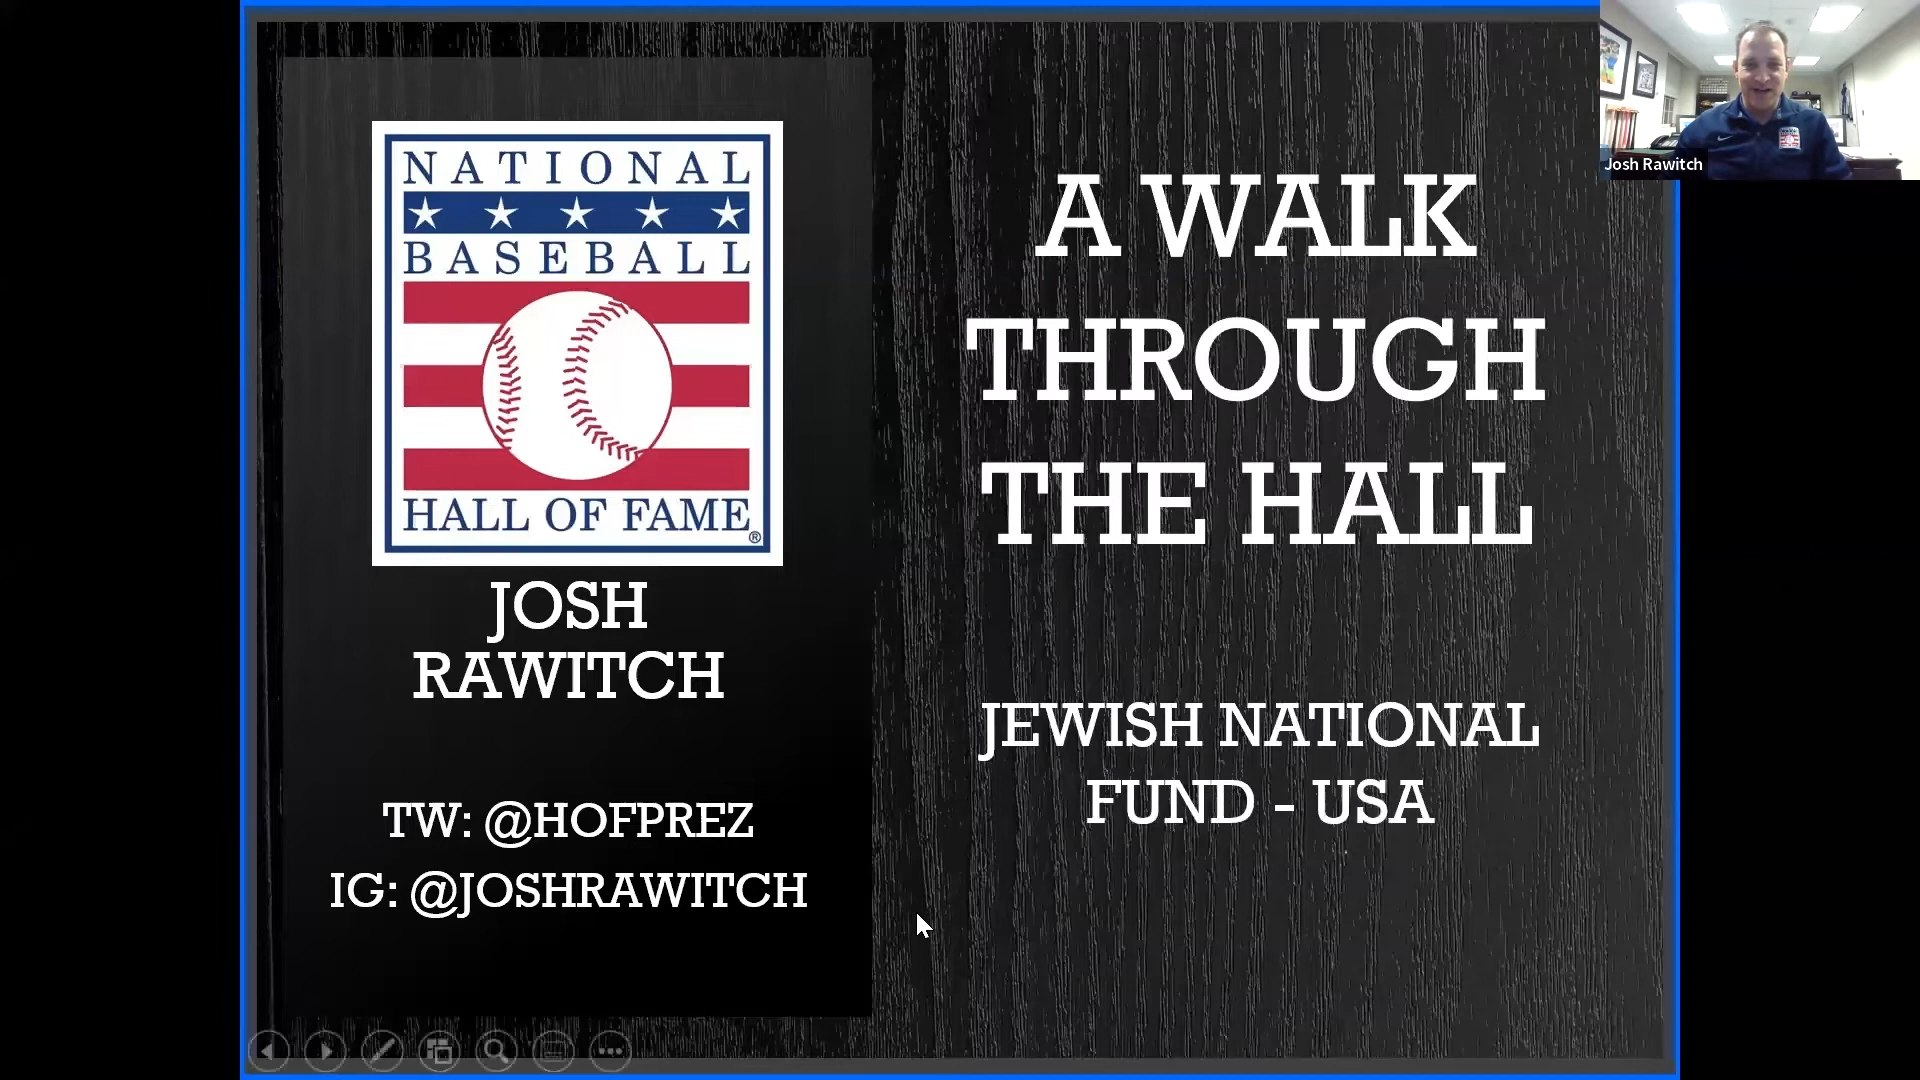 NATIONAL
BASEBALL
HALL OF FAME®
JOSH
RAWITCH
TW: @HOFPREZ
IG: @JOSHRAWITCH
A WALK
THROUGH
THE HALL
JEWISH NATIONAL
FUND - USA
Josh Rawitch